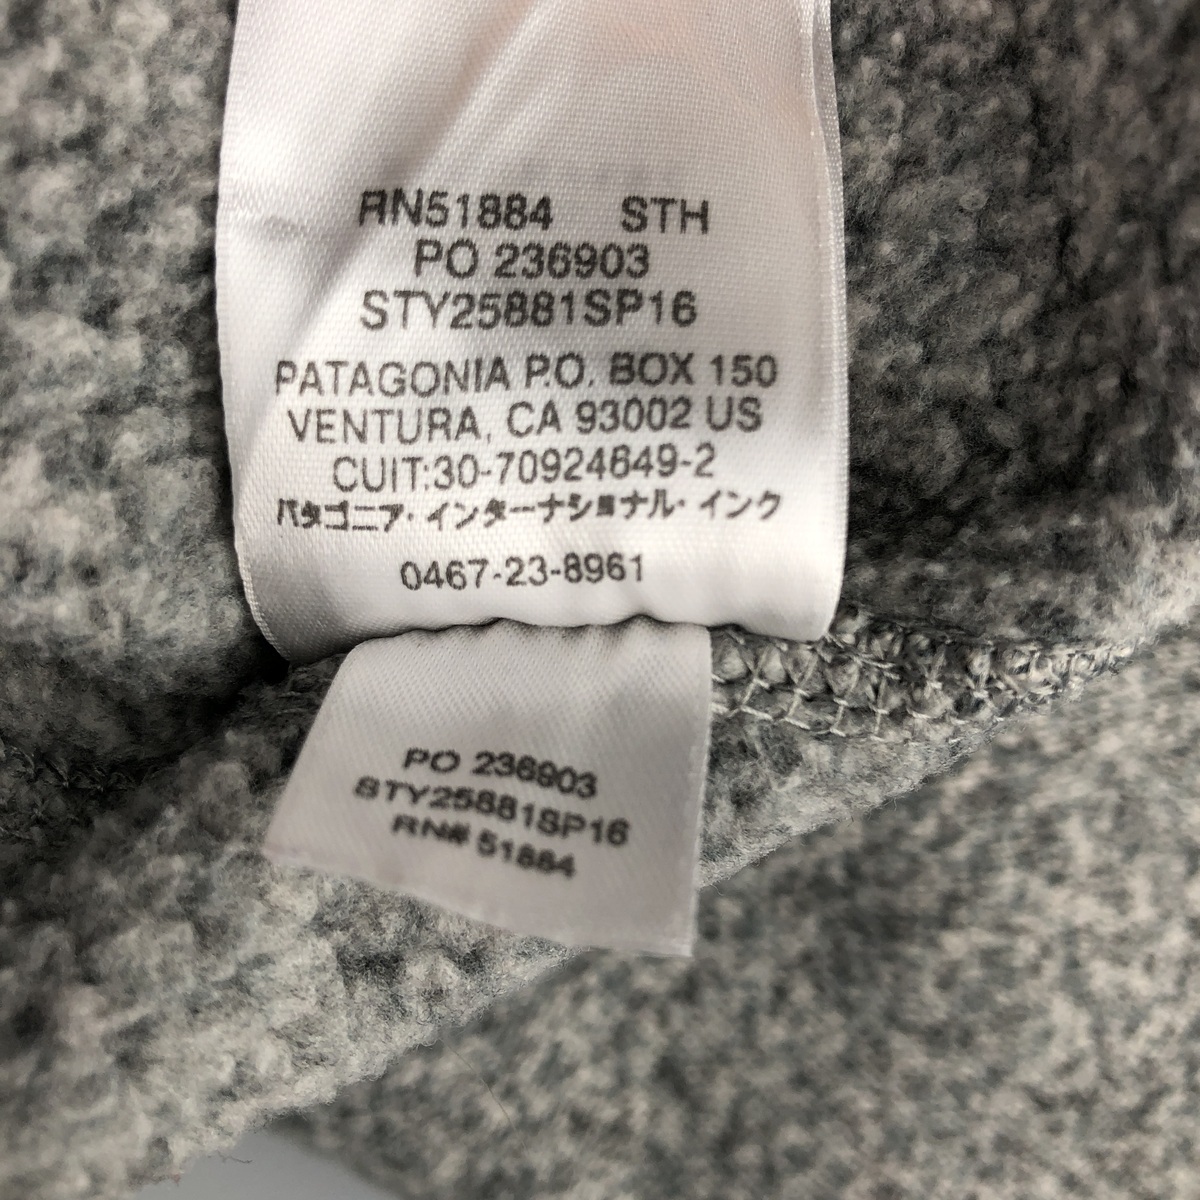 RN51884 STH
PO 236903
STY25881SP16
PATAGONIA P.O. BOX 150
VENTURA, CA 93002 US
CUIT:30-70924649-2
パタゴニア・インターナショナル・インク
0467-23-8961
PO 236903
STY25881SP16
RN# 51884